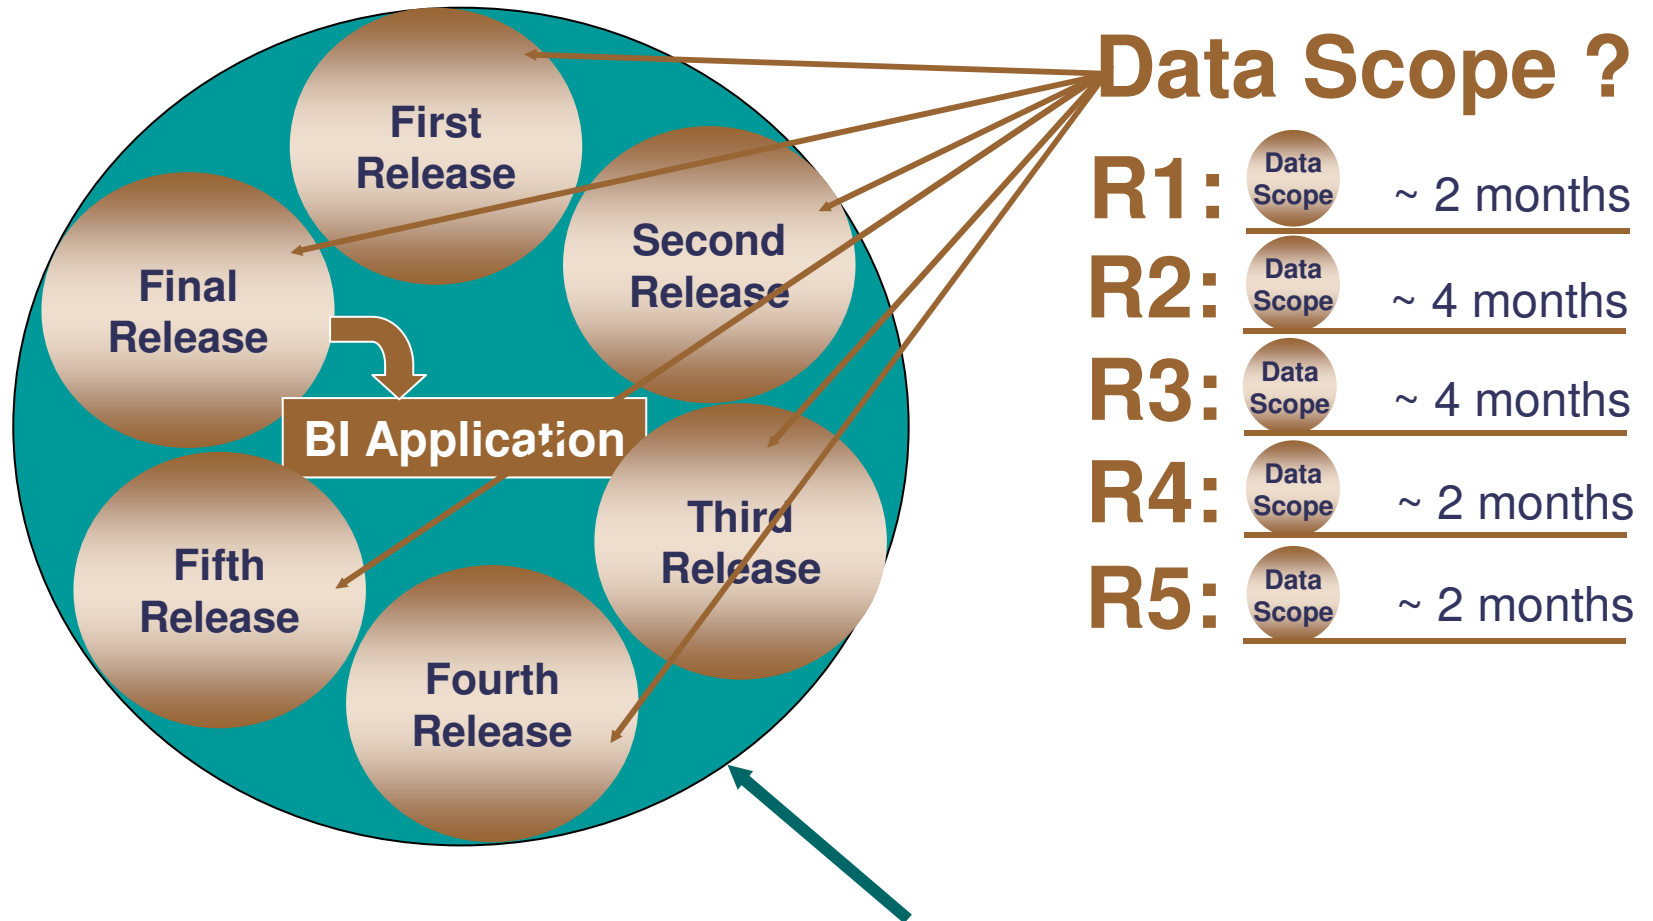 First
Release
Second
Release
Final
Release
BI Application
Third
Release
Fifth
Release
Fourth
Release
Data Scope ?
R1: Data Scope ~ 2 months
R2: Data Scope ~ 4 months
R3: Data Scope ~ 4 months
R4: Data Scope ~ 2 months
R5: Data Scope ~ 2 months